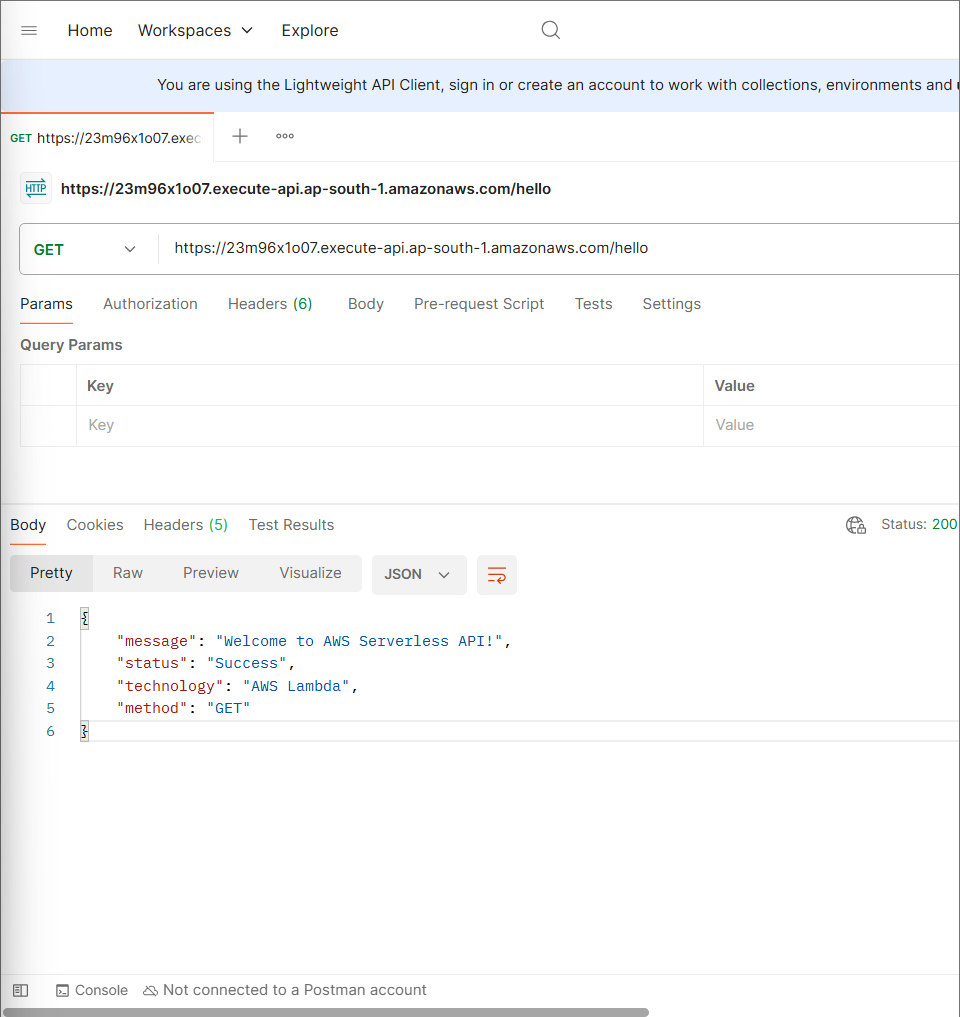 Home Workspaces Explore
You are using the Lightweight API Client, sign in or create an account to work with collections, environments and
GET https://23m96x1o07.exec
HTTP https://23m96x1o07.execute-api.ap-south-1.amazonaws.com/hello
GET https://23m96x1o07.execute-api.ap-south-1.amazonaws.com/hello
Params Authorization Headers (6) Body Pre-request Script Tests Settings
Query Params
Key Value
Key Value
Body Cookies Headers (5) Test Results Status: 200
Pretty Raw Preview Visualize JSON
1 {
2 "message": "Welcome to AWS Serverless API!",
3 "status": "Success",
4 "technology": "AWS Lambda",
5 "method": "GET"
6 }
Console Not connected to a Postman account